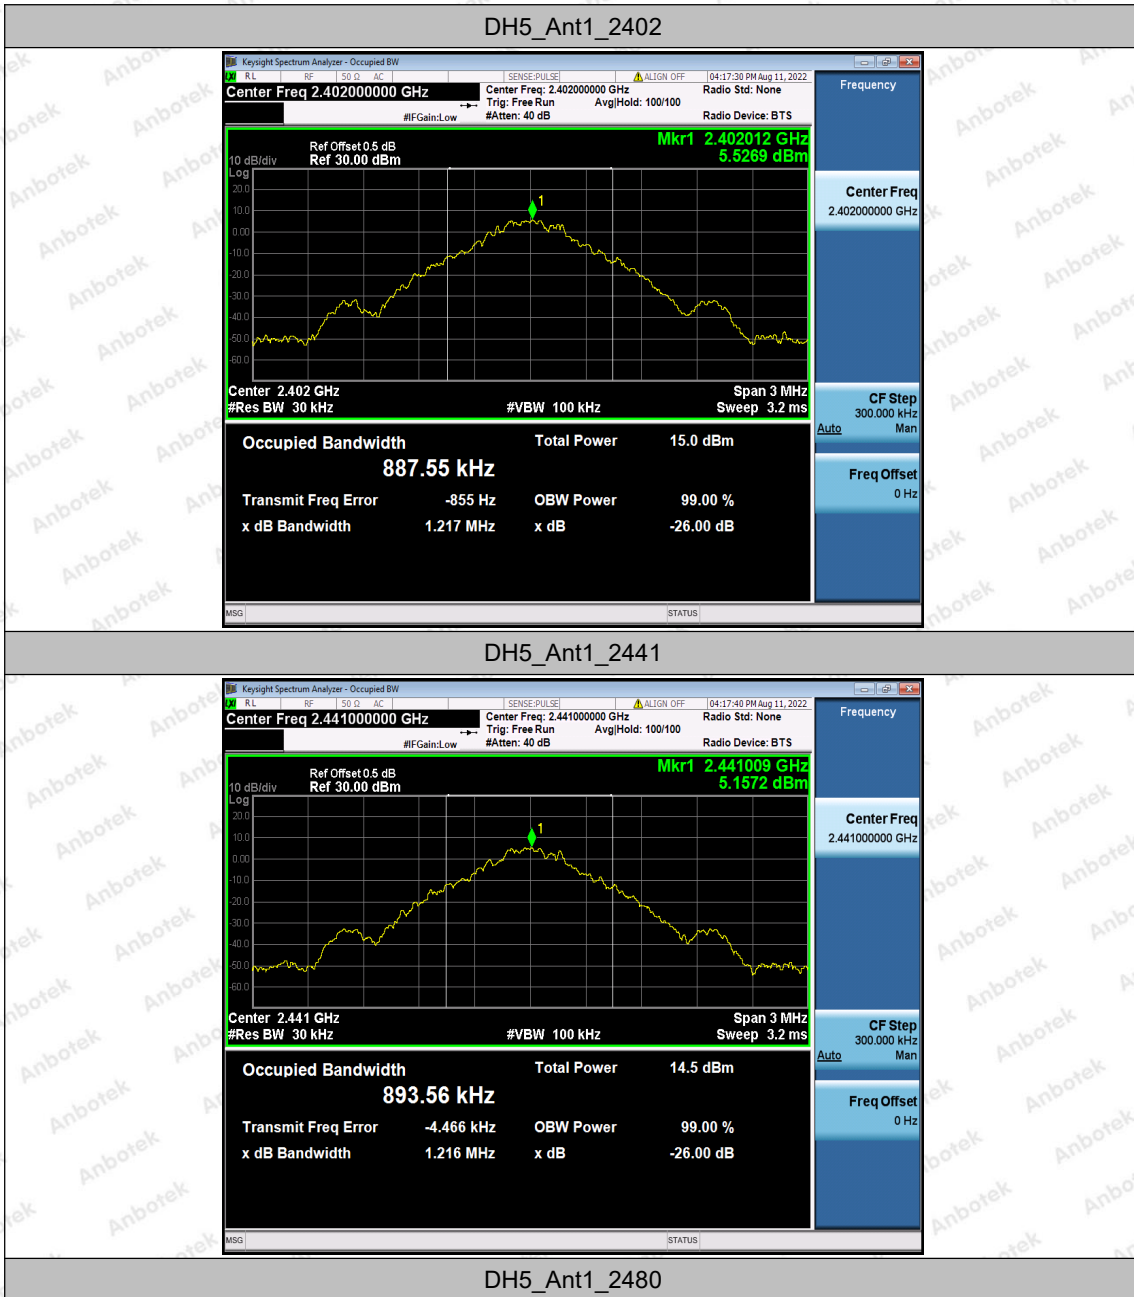 DH5_Ant1_2402
Keysight Spectrum Analyzer - Occupied BW
LXI RL RF 50 Ω AC SENSE:PULSE ALIGN OFF 04:17:30 PM Aug 11, 2022
Center Freq 2.402000000 GHz Center Freq: 2.402000000 GHz Radio Std: None
Trig: Free Run Avg|Hold: 100/100
#IFGain:Low #Atten: 40 dB Radio Device: BTS
Frequency
Mkr1 2.402012 GHz
5.5269 dBm
Ref Offset 0.5 dB
10 dB/div Ref 30.00 dBm
Log
20.0
10.0
0.00
-10.0
-20.0
-30.0
-40.0
-50.0
-60.0
1
Center 2.402 GHz Span 3 MHz
#Res BW 30 kHz #VBW 100 kHz Sweep 3.2 ms
Occupied Bandwidth Total Power 15.0 dBm
887.55 kHz
Transmit Freq Error -855 Hz OBW Power 99.00 %
x dB Bandwidth 1.217 MHz x dB -26.00 dB
Center Freq
2.402000000 GHz
CF Step
300.000 kHz
Auto Man
Freq Offset
0 Hz
MSG STATUS
DH5_Ant1_2441
Keysight Spectrum Analyzer - Occupied BW
LXI RL RF 50 Ω AC SENSE:PULSE ALIGN OFF 04:17:40 PM Aug 11, 2022
Center Freq 2.441000000 GHz Center Freq: 2.441000000 GHz Radio Std: None
Trig: Free Run Avg|Hold: 100/100
#IFGain:Low #Atten: 40 dB Radio Device: BTS
Frequency
Mkr1 2.441009 GHz
5.1572 dBm
Ref Offset 0.5 dB
10 dB/div Ref 30.00 dBm
Log
20.0
10.0
0.00
-10.0
-20.0
-30.0
-40.0
-50.0
-60.0
1
Center 2.441 GHz Span 3 MHz
#Res BW 30 kHz #VBW 100 kHz Sweep 3.2 ms
Occupied Bandwidth Total Power 14.5 dBm
893.56 kHz
Transmit Freq Error -4.466 kHz OBW Power 99.00 %
x dB Bandwidth 1.216 MHz x dB -26.00 dB
Center Freq
2.441000000 GHz
CF Step
300.000 kHz
Auto Man
Freq Offset
0 Hz
MSG STATUS
DH5_Ant1_2480